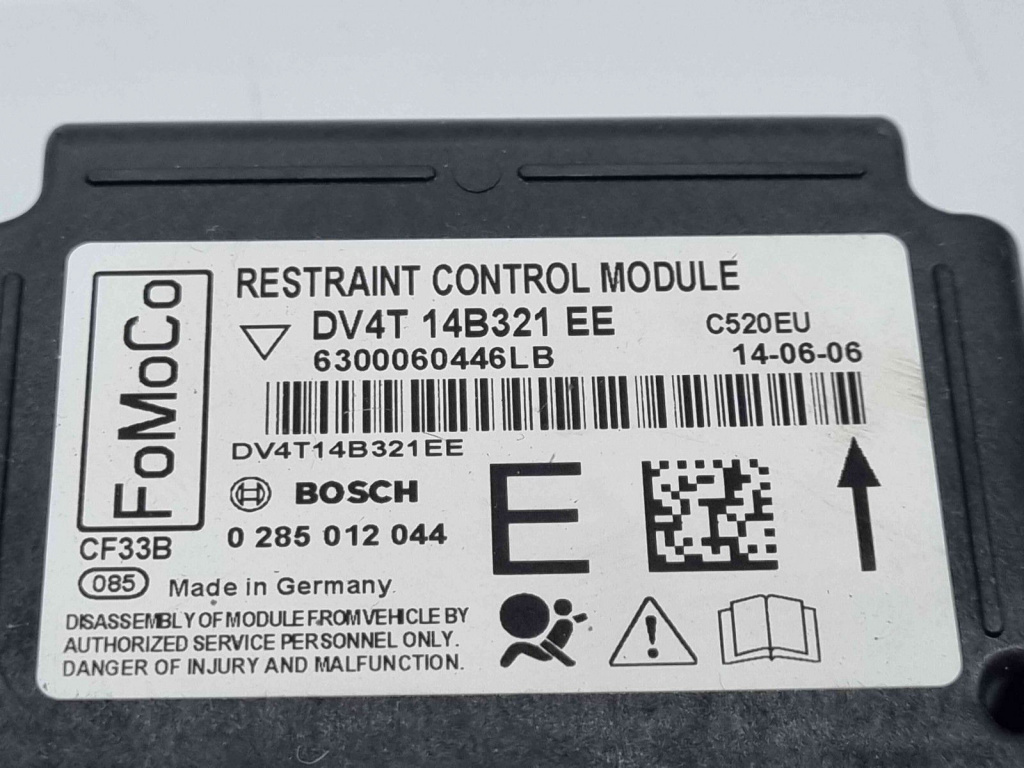 FoMoCo
RESTRAINT CONTROL MODULE
DV4T 14B321 EE
C520EU
6300060446LB
14-06-06
DV4T14B321EE
BOSCH
E
0 285 012 044
CF33B
085
Made in Germany
DISASSEMBLY OF MODULE FROM VEHICLE BY
AUTHORIZED SERVICE PERSONNEL ONLY.
DANGER OF INJURY AND MALFUNCTION.